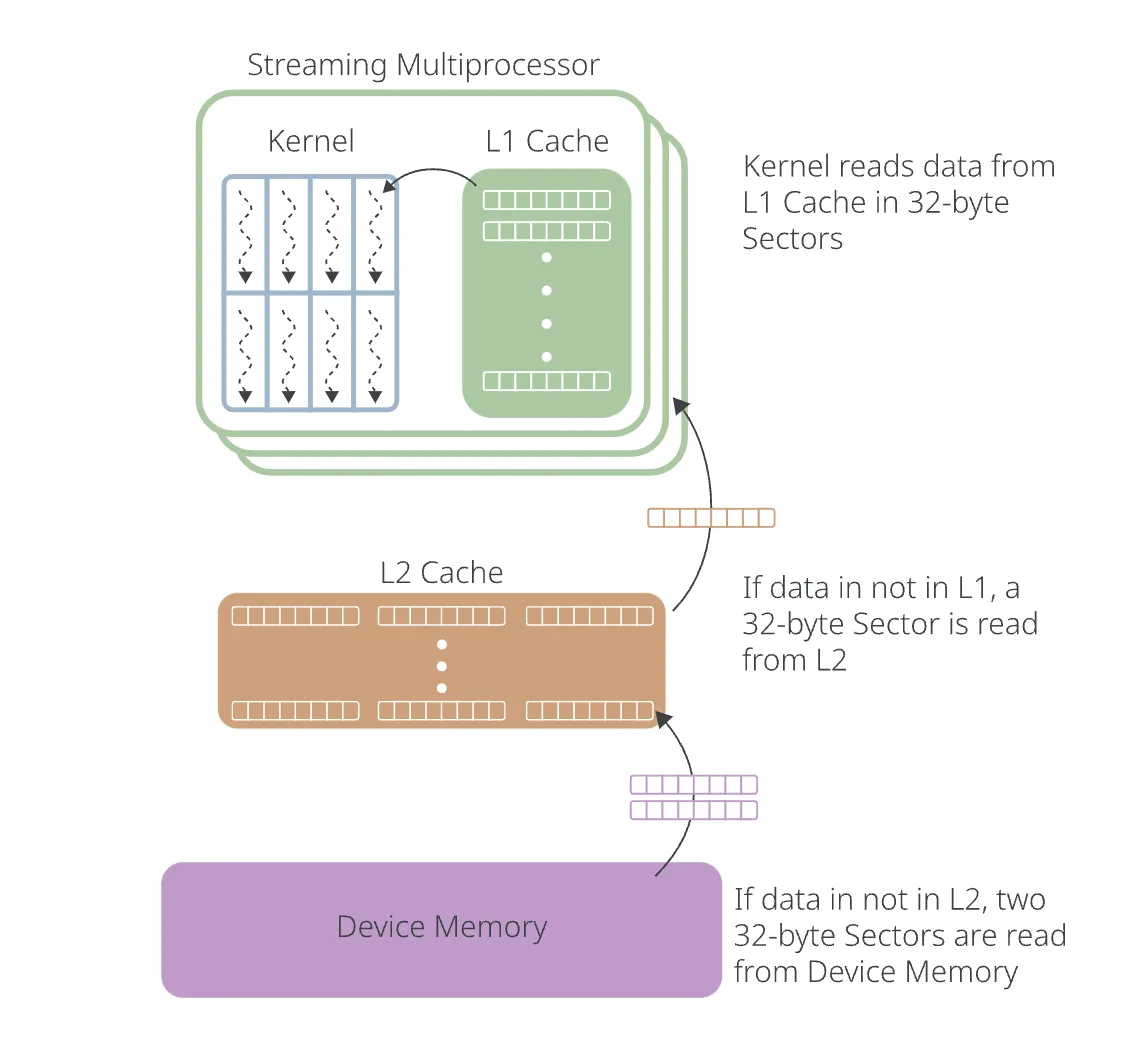 Streaming Multiprocessor
Kernel
L1 Cache
Kernel reads data from
L1 Cache in 32-byte
Sectors
L2 Cache
If data in not in L1, a
32-byte Sector is read
from L2
Device Memory
If data in not in L2, two
32-byte Sectors are read
from Device Memory